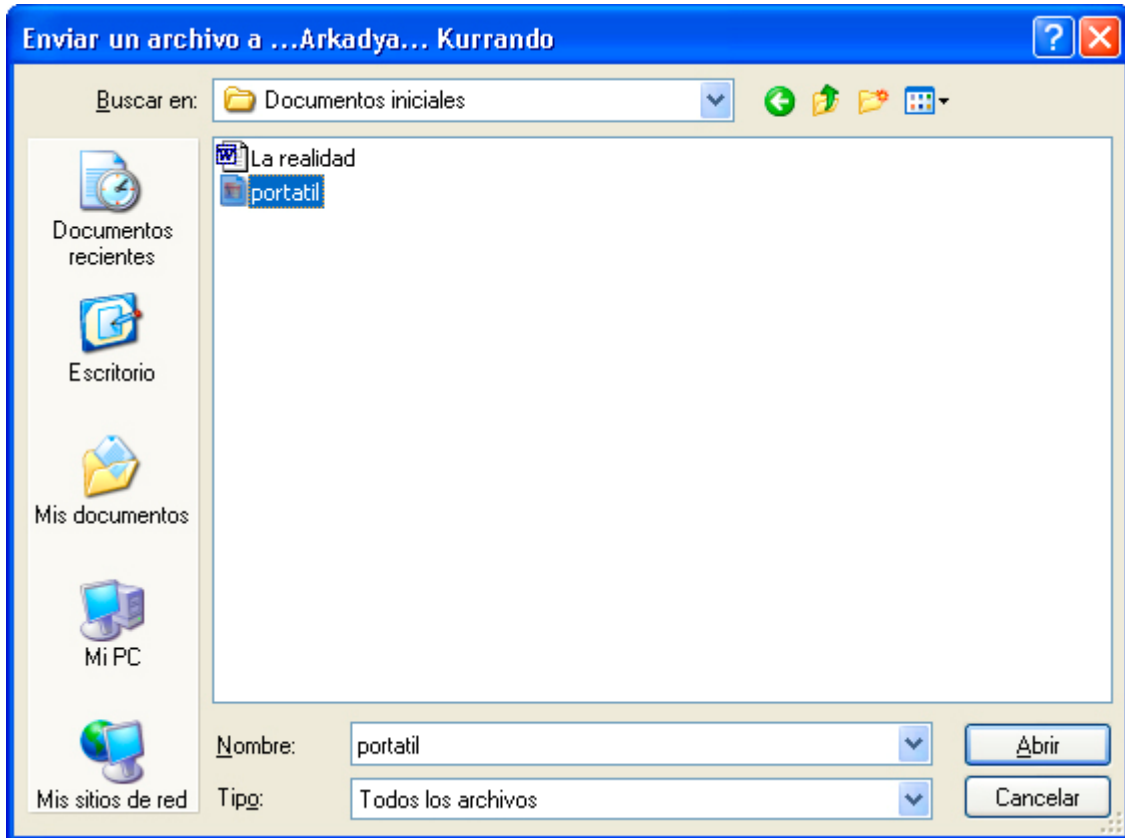 Enviar un archivo a ...Arkadya... Kurrando
Buscar en: Documentos iniciales
La realidad
portatil
Documentos
recientes
Escritorio
Mis documentos
Mi PC
Mis sitios de red
Nombre: portatil Abrir
Tipo: Todos los archivos Cancelar